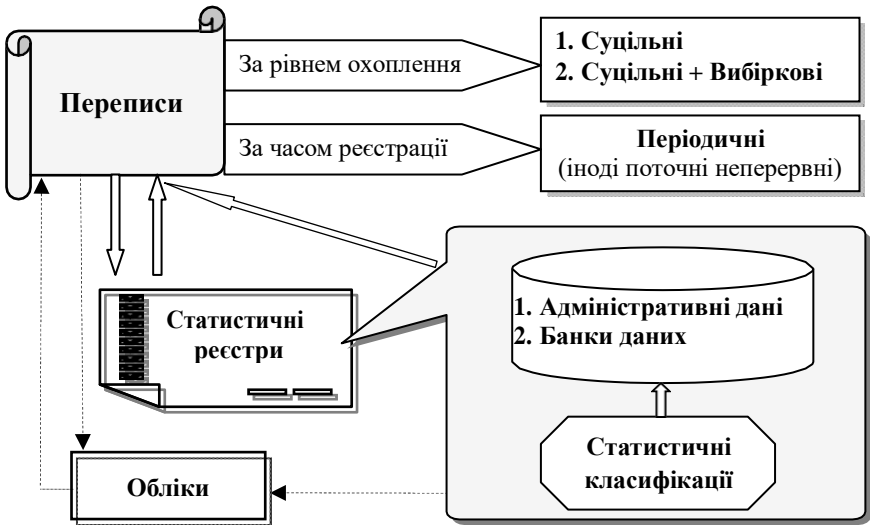 Переписи
За рівнем охоплення
1. Суцільні
2. Суцільні + Вибіркові
За часом реєстрації
Періодичні
(іноді поточні неперервні)
Статистичні
реєстри
1. Адміністративні дані
2. Банки даних
Статистичні
класифікації
Обліки